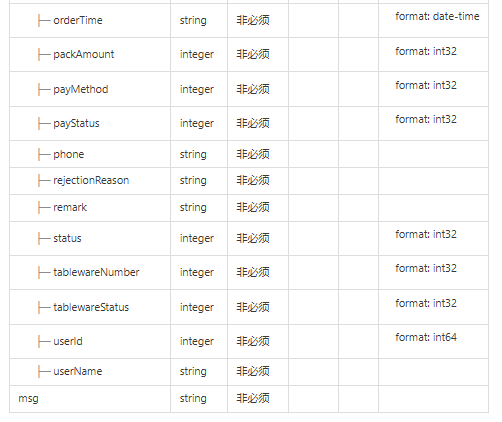 ├─ orderTime string 非必须 format: date-time
├─ packAmount integer 非必须 format: int32
├─ payMethod integer 非必须 format: int32
├─ payStatus integer 非必须 format: int32
├─ phone string 非必须
├─ rejectionReason string 非必须
├─ remark string 非必须
├─ status integer 非必须 format: int32
├─ tablewareNumber integer 非必须 format: int32
├─ tablewareStatus integer 非必须 format: int32
├─ userId integer 非必须 format: int64
├─ userName string 非必须
msg string 非必须